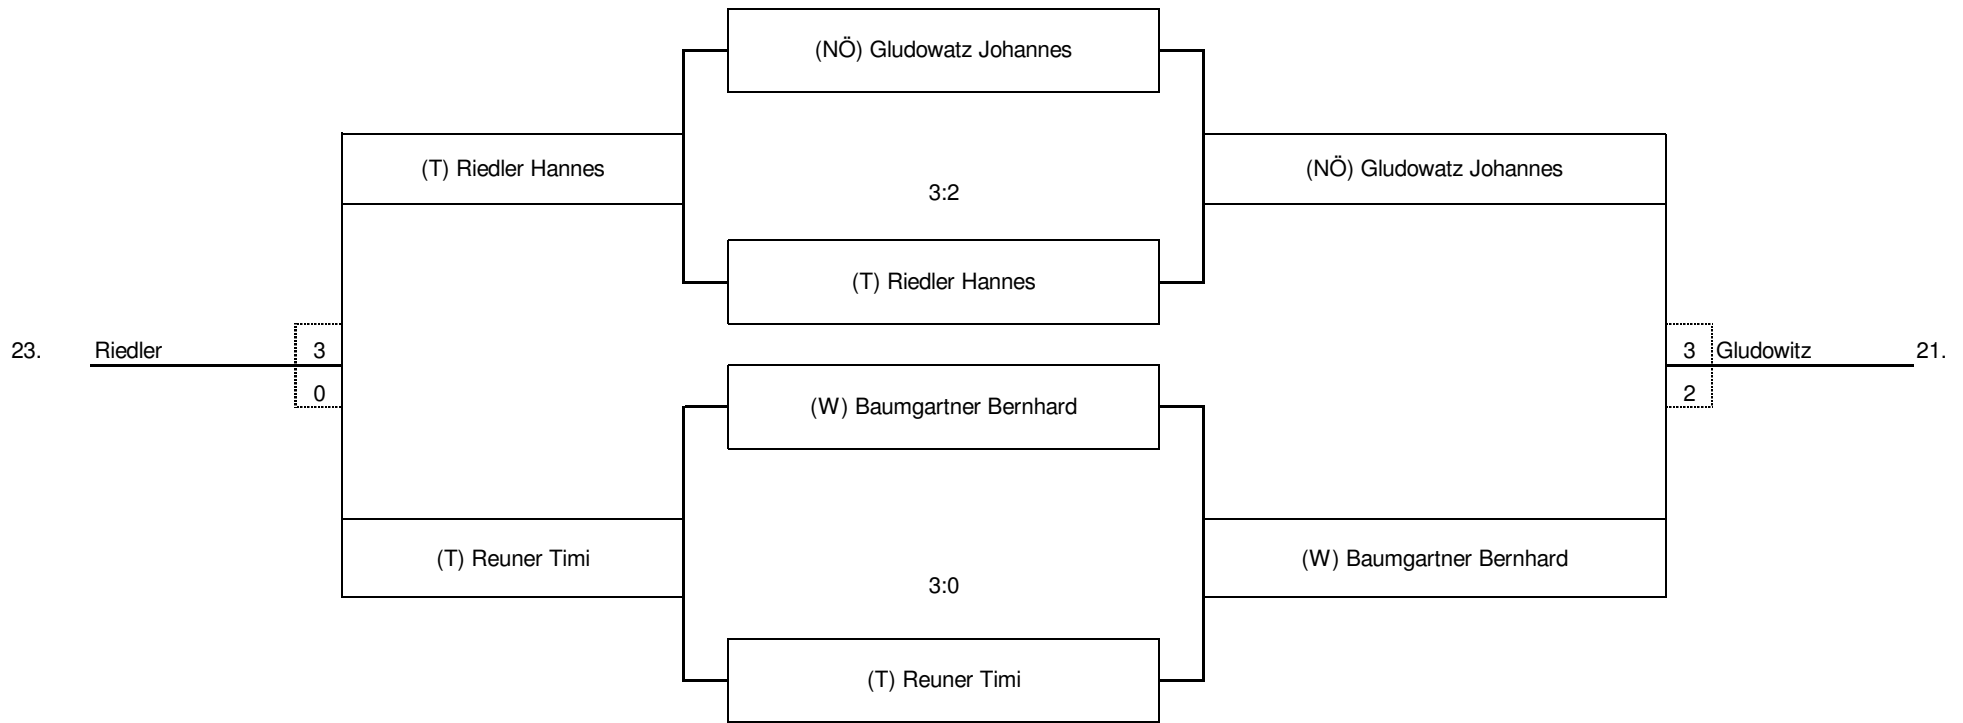 (NÖ) Gludowatz Johannes
(T) Riedler Hannes
(NÖ) Gludowatz Johannes
3:2
(T) Riedler Hannes
23. Riedler 3
0
3 Gludowitz 21.
2
(W) Baumgartner Bernhard
(T) Reuner Timi
(W) Baumgartner Bernhard
3:0
(T) Reuner Timi